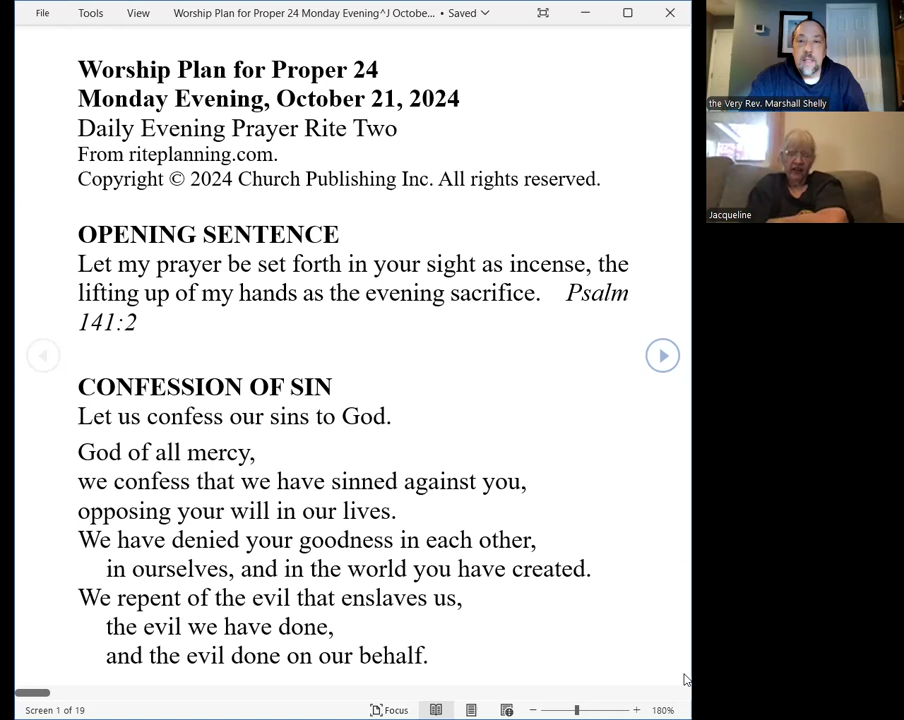 File Tools View Worship Plan for Proper 24 Monday Evening^J Octobe... • Saved
Worship Plan for Proper 24
Monday Evening, October 21, 2024
Daily Evening Prayer Rite Two
From riteplanning.com.
Copyright © 2024 Church Publishing Inc. All rights reserved.
OPENING SENTENCE
Let my prayer be set forth in your sight as incense, the
lifting up of my hands as the evening sacrifice. Psalm
141:2
CONFESSION OF SIN
Let us confess our sins to God.
God of all mercy,
we confess that we have sinned against you,
opposing your will in our lives.
We have denied your goodness in each other,
in ourselves, and in the world you have created.
We repent of the evil that enslaves us,
the evil we have done,
and the evil done on our behalf.
Screen 1 of 19 Focus 180%
the Very Rev. Marshall Shelly
Jacqueline